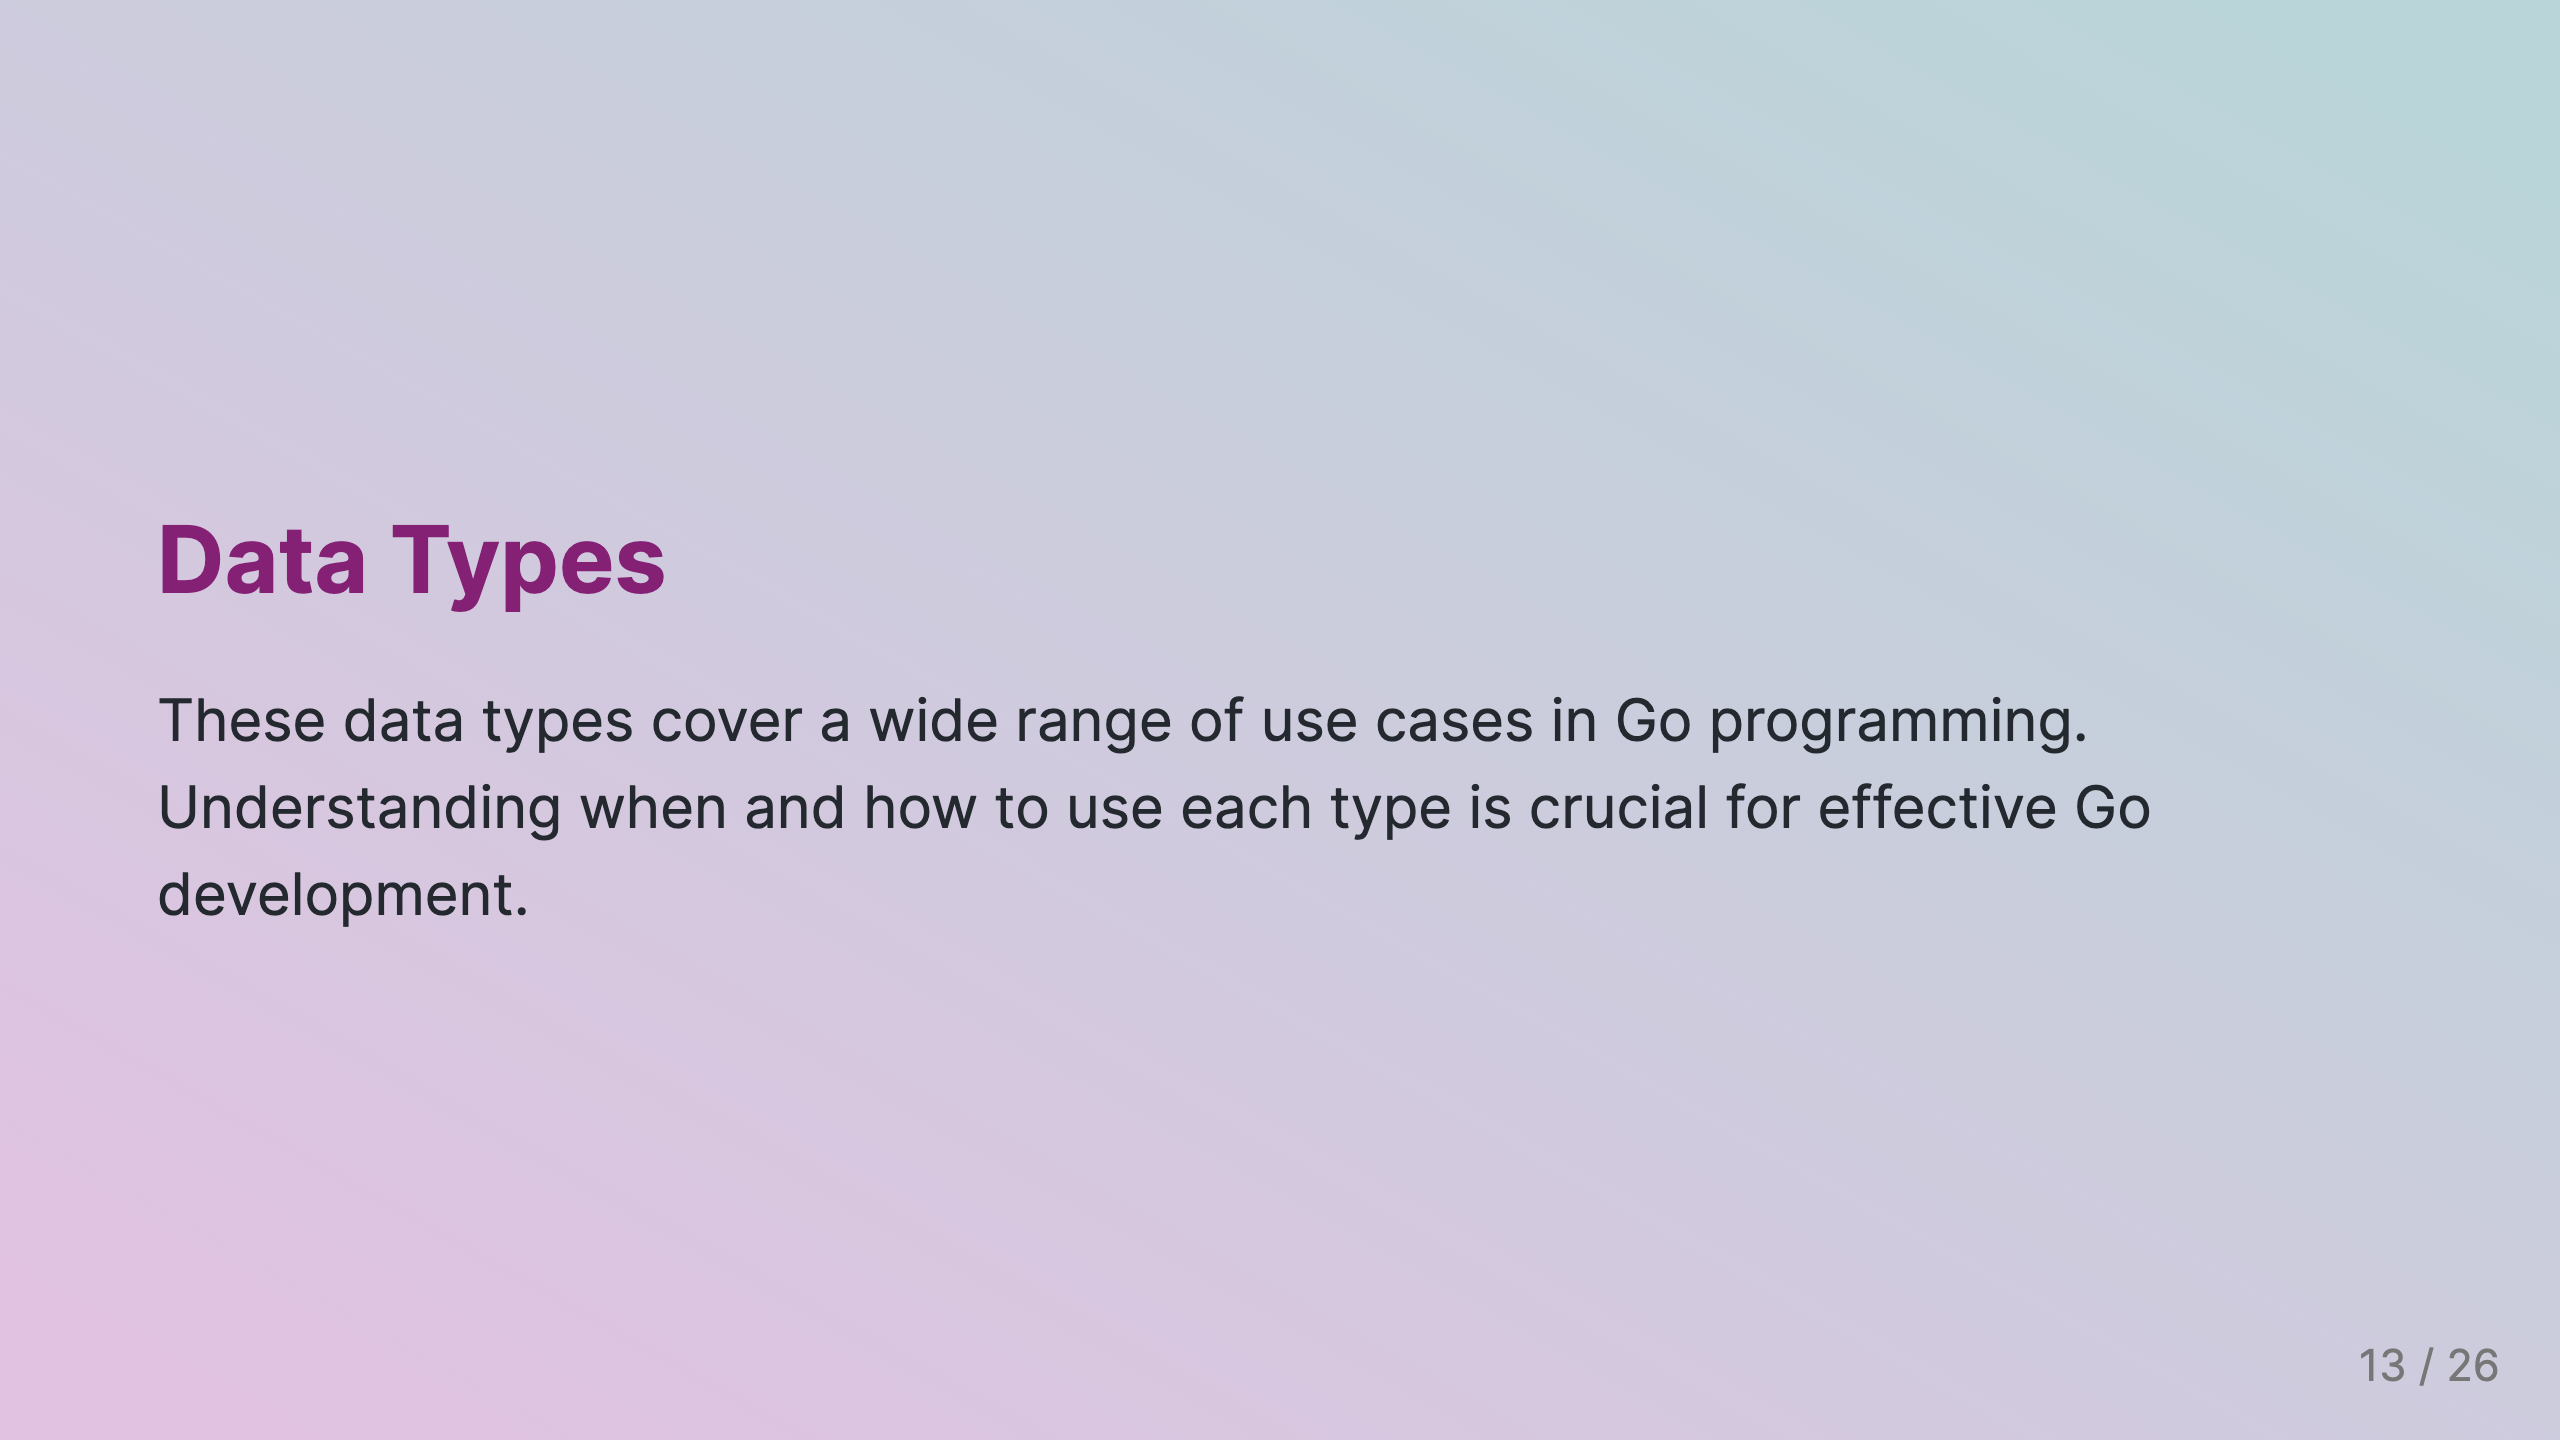 Data Types
These data types cover a wide range of use cases in Go programming.
Understanding when and how to use each type is crucial for effective Go
development.
13 / 26